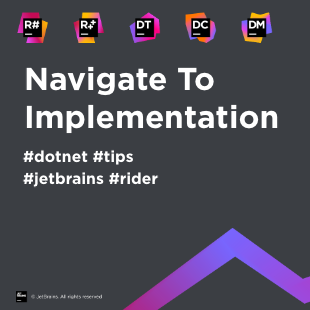 R# R⚡ DT DC DM
Navigate To
Implementation
#dotnet #tips
#jetbrains #rider
© JetBrains. All rights reserved